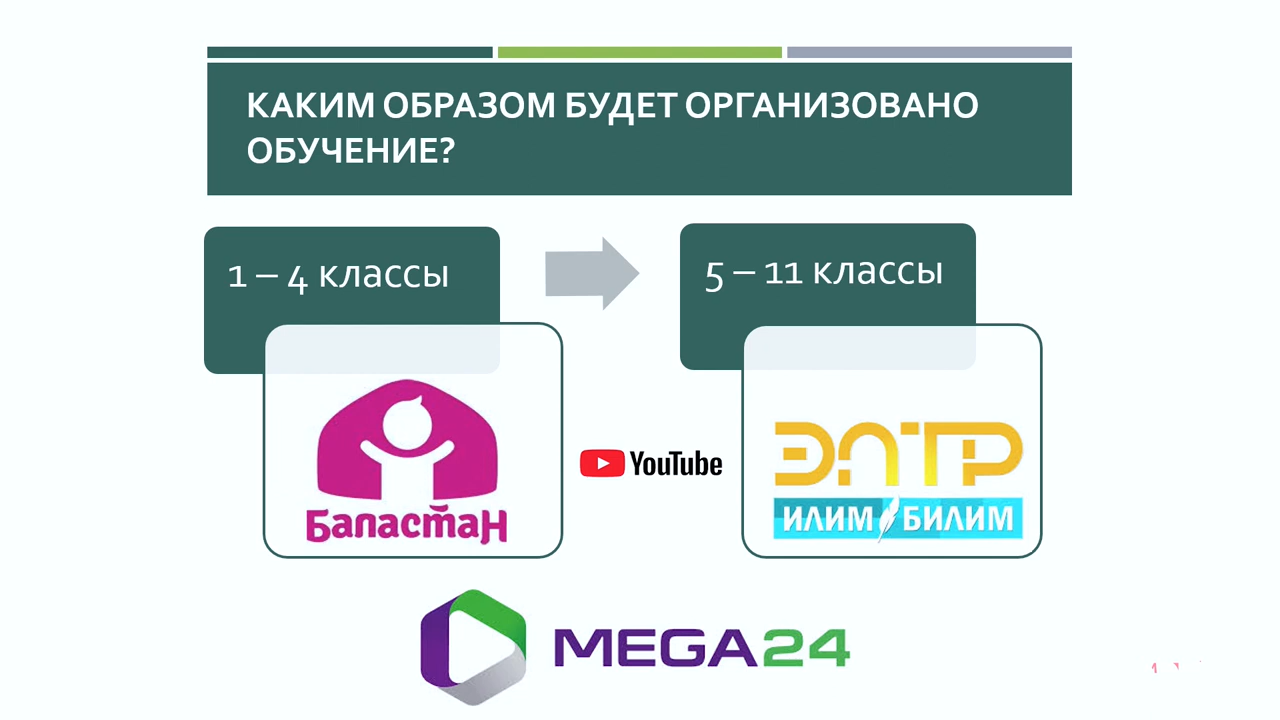 КАКИМ ОБРАЗОМ БУДЕТ ОРГАНИЗОВАНО
ОБУЧЕНИЕ?
1 – 4 классы
5 – 11 классы
Баластан
YouTube
ЭЛТР
ИЛИМ БИЛИМ
MEGA24